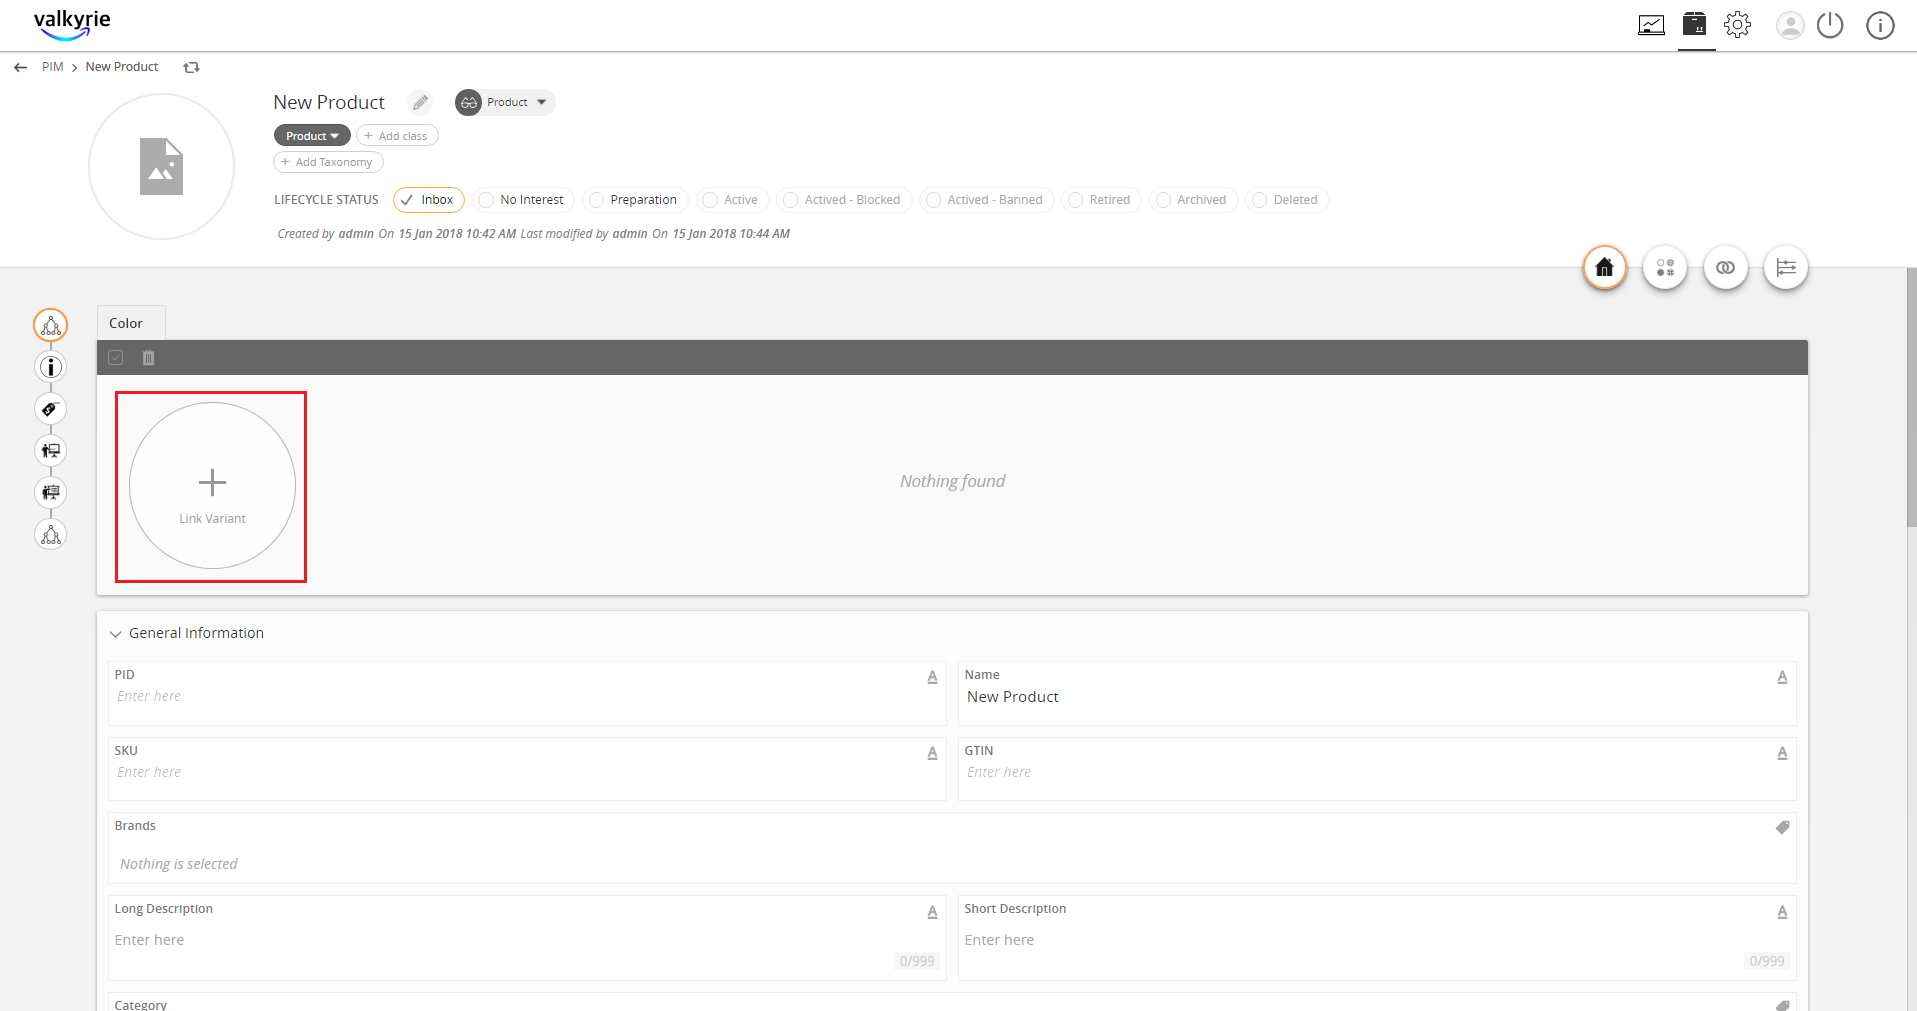 valkyrie
PIM > New Product
New Product Product
Product + Add class
+ Add Taxonomy
LIFECYCLE STATUS Inbox No Interest Preparation Active Actived - Blocked Actived - Banned Retired Archived Deleted
Created by admin On 15 Jan 2018 10:42 AM Last modified by admin On 15 Jan 2018 10:44 AM
Color
Link Variant
Nothing found
General Information
PID
Enter here
Name
New Product
SKU
Enter here
GTIN
Enter here
Brands
Nothing is selected
Long Description
Enter here
0/999
Short Description
Enter here
0/999
Category